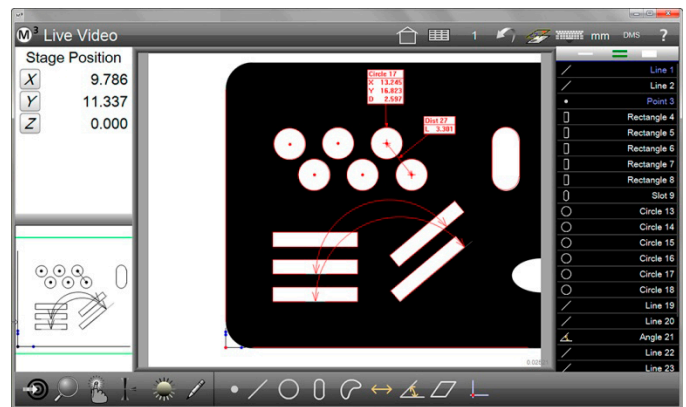 M³ Live Video
1 mm DMS ?
Stage Position
X 9.786
Y 11.337
Z 0.000
Circle 17
X 13.245
Y 16.823
D 2.597
Dist 27
L 3.381
Line 1
Line 2
Point 3
Rectangle 4
Rectangle 5
Rectangle 6
Rectangle 7
Rectangle 8
Slot 9
Circle 13
Circle 14
Circle 15
Circle 16
Circle 17
Circle 18
Line 19
Line 20
Angle 21
Line 22
Line 23